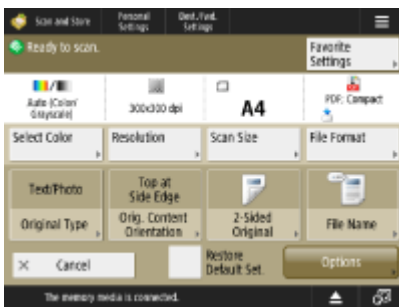 Scan and Store
Personal
Settings
Dest./Fwd.
Settings
Ready to scan.
Favorite
Settings
Auto (Color/
Grayscale)
300x300 dpi
A4
PDF: Compact
Select Color
Resolution
Scan Size
File Format
Text/Photo
Original Type
Top at
Side Edge
Orig. Content
Orientation
2-Sided
Original
File Name
Cancel
Restore
Default Set.
Options
The memory media is connected.